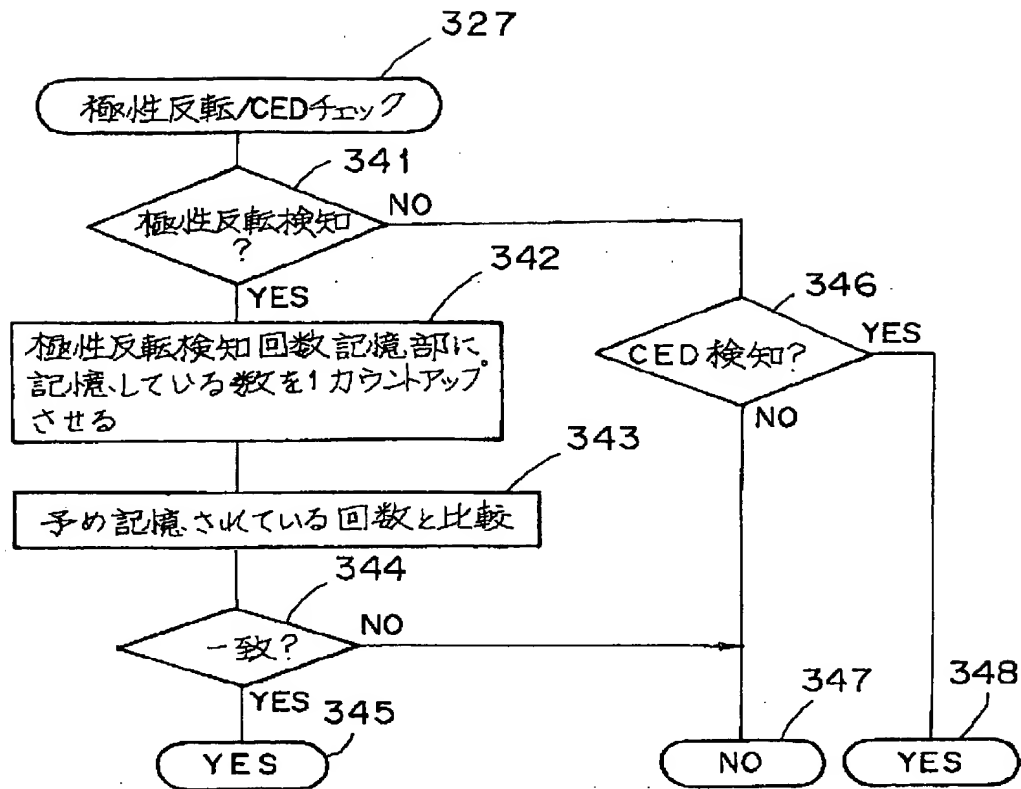 327
極性反転/CEDチェック
341
極性反転検知
?
NO
YES
342
極性反転検知回数記憶部に
記憶している数を1カウントアップ
させる
343
予め記憶されている回数と比較
344
一致?
NO
YES
345
YES
346
CED検知?
YES
NO
347
NO
348
YES